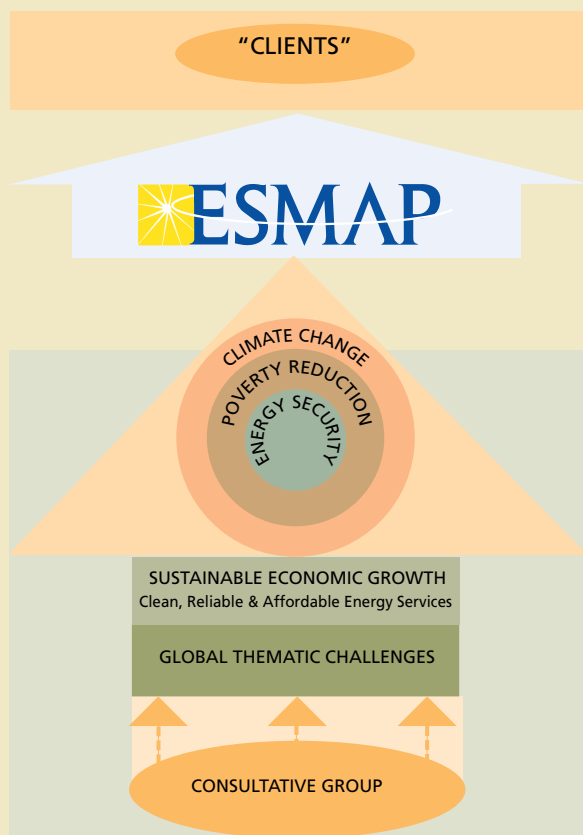 “CLIENTS”
ESMAP
CLIMATE CHANGE
POVERTY REDUCTION
ENERGY SECURITY
SUSTAINABLE ECONOMIC GROWTH
Clean, Reliable & Affordable Energy Services
GLOBAL THEMATIC CHALLENGES
CONSULTATIVE GROUP